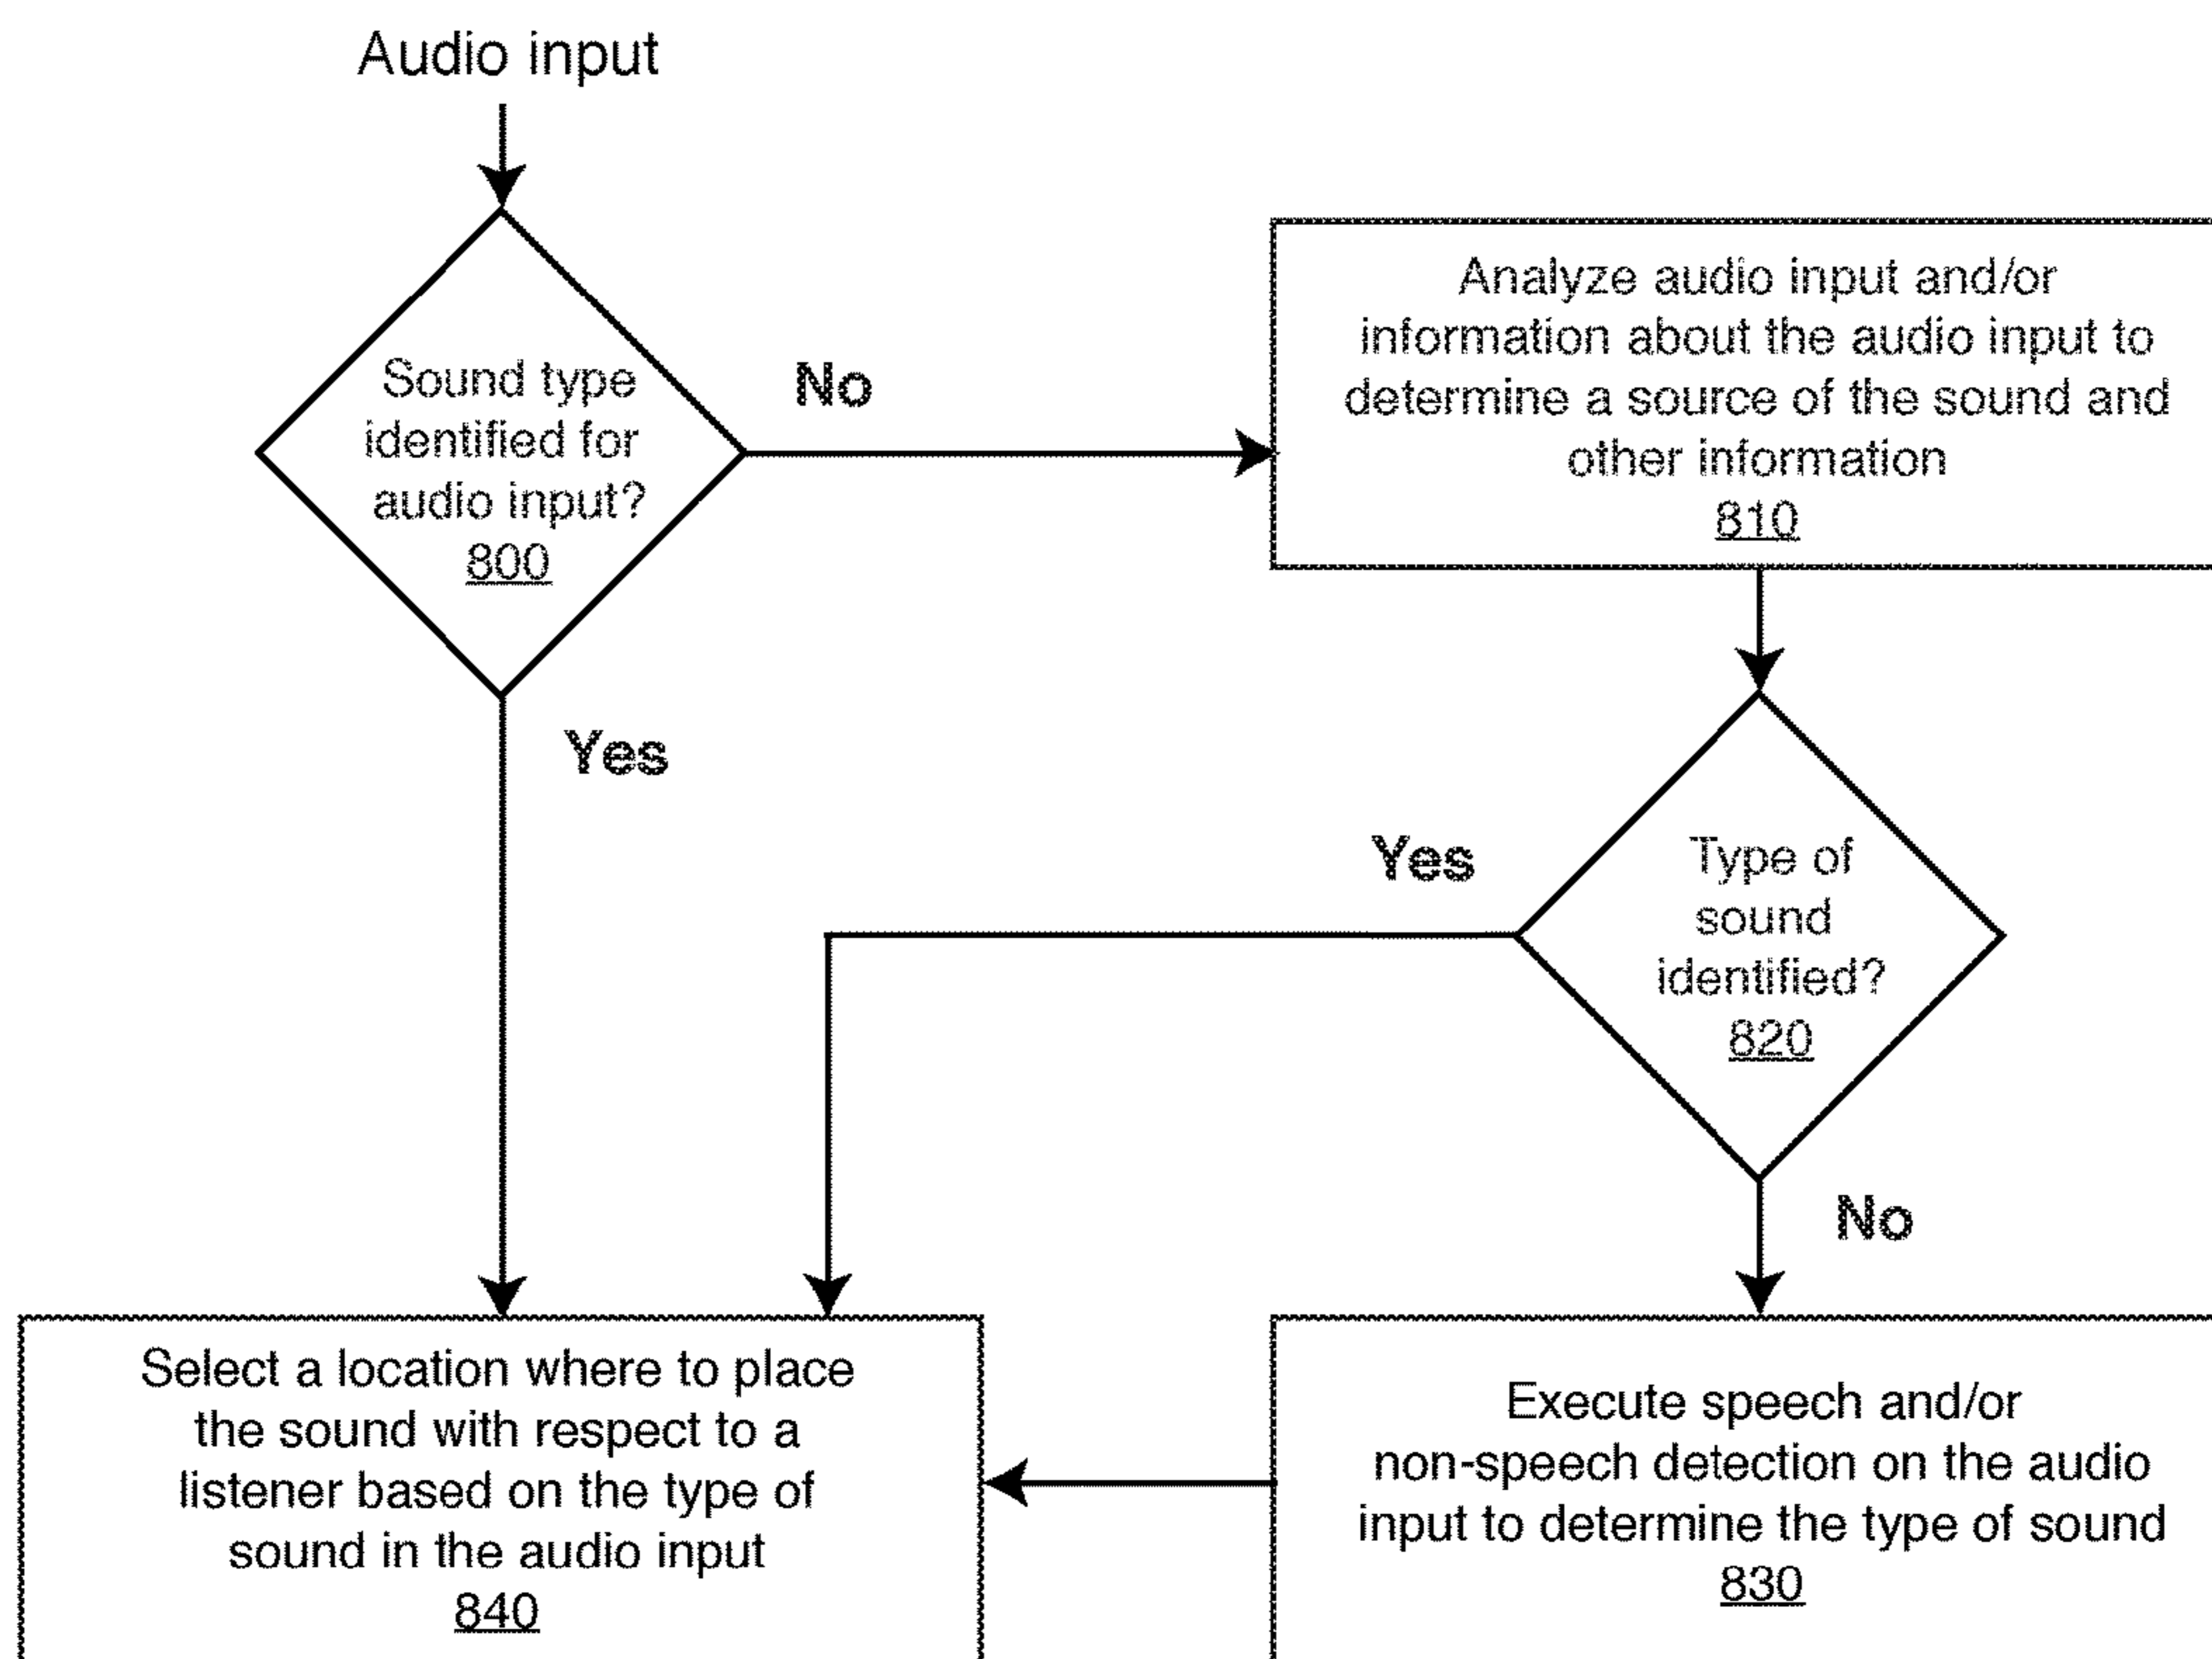 Audio input
Sound type
identified for
audio input?
800
No
Yes
Analyze audio input and/or
information about the audio input to
determine a source of the sound and
other information
810
Type of
sound
identified?
820
Yes
No
Execute speech and/or
non-speech detection on the audio
input to determine the type of sound
830
Select a location where to place
the sound with respect to a
listener based on the type of
sound in the audio input
840